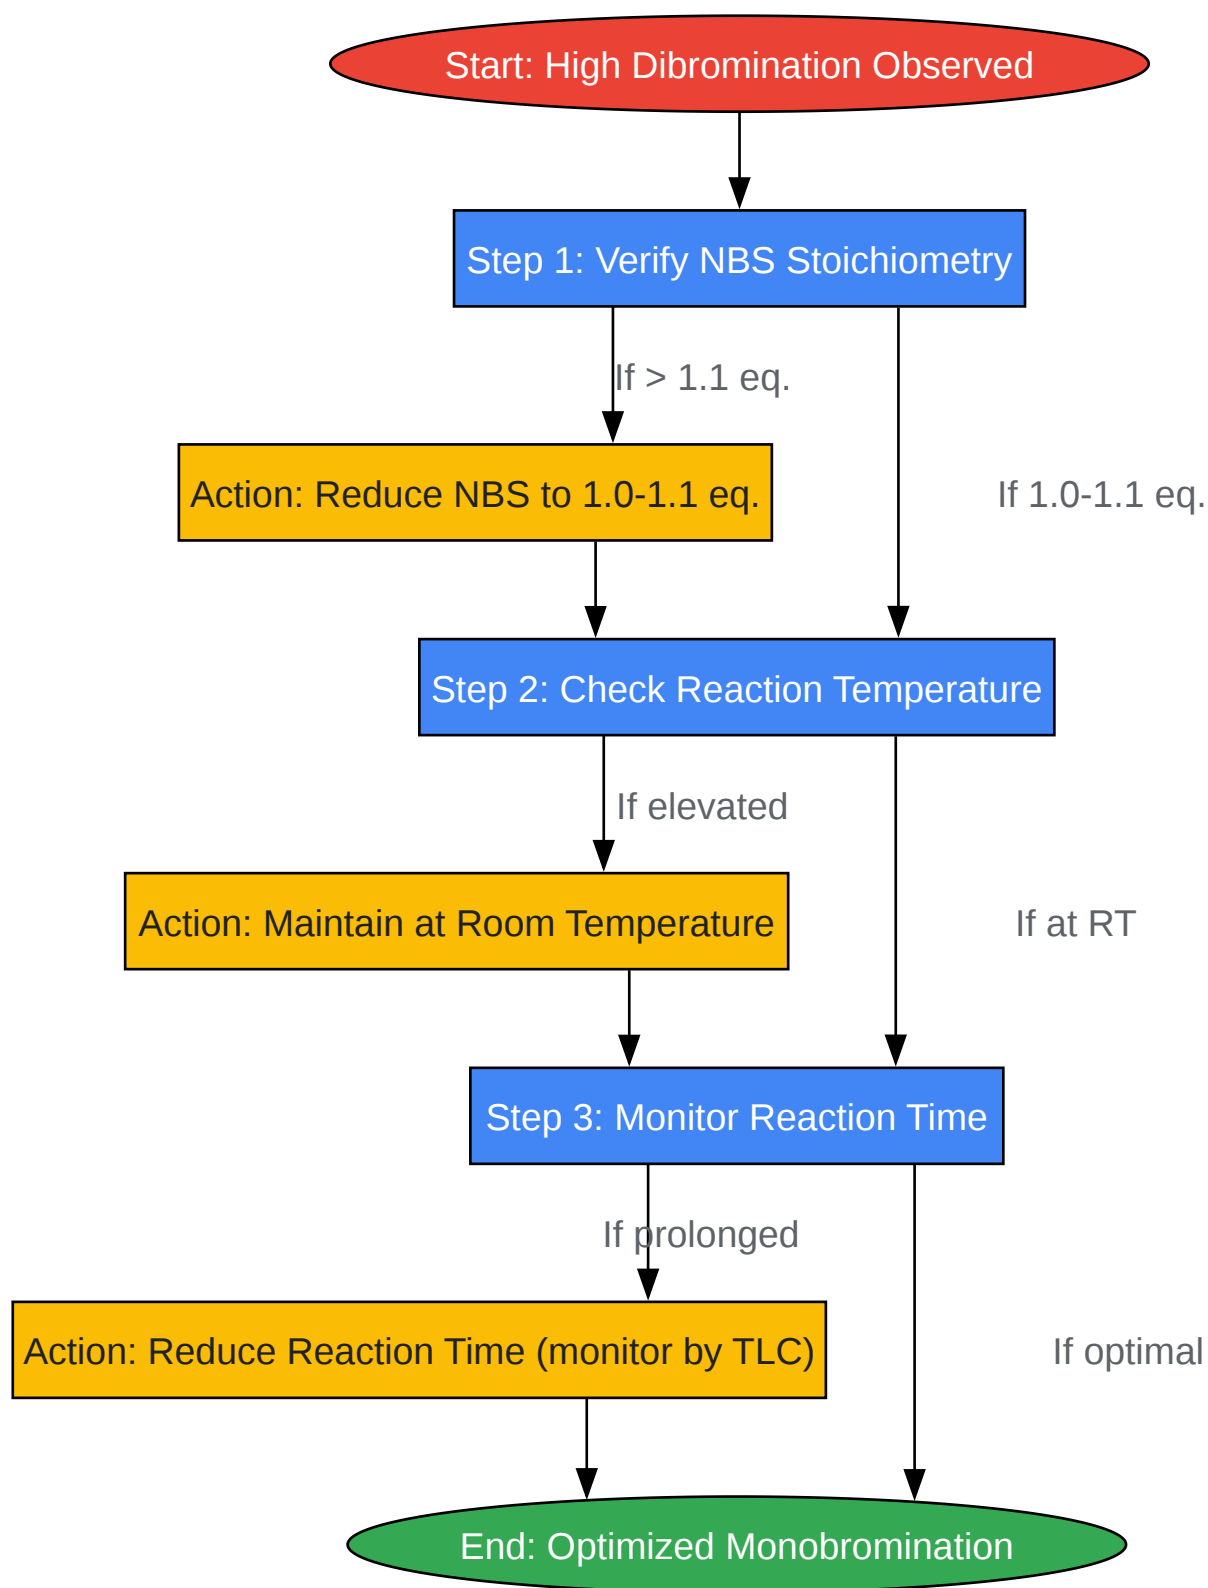 Start: High Dibromination Observed
Step 1: Verify NBS Stoichiometry
If > 1.1 eq.
Action: Reduce NBS to 1.0-1.1 eq.
If 1.0-1.1 eq.
Step 2: Check Reaction Temperature
If elevated
Action: Maintain at Room Temperature
If at RT
Step 3: Monitor Reaction Time
If prolonged
Action: Reduce Reaction Time (monitor by TLC)
If optimal
End: Optimized Monobromination